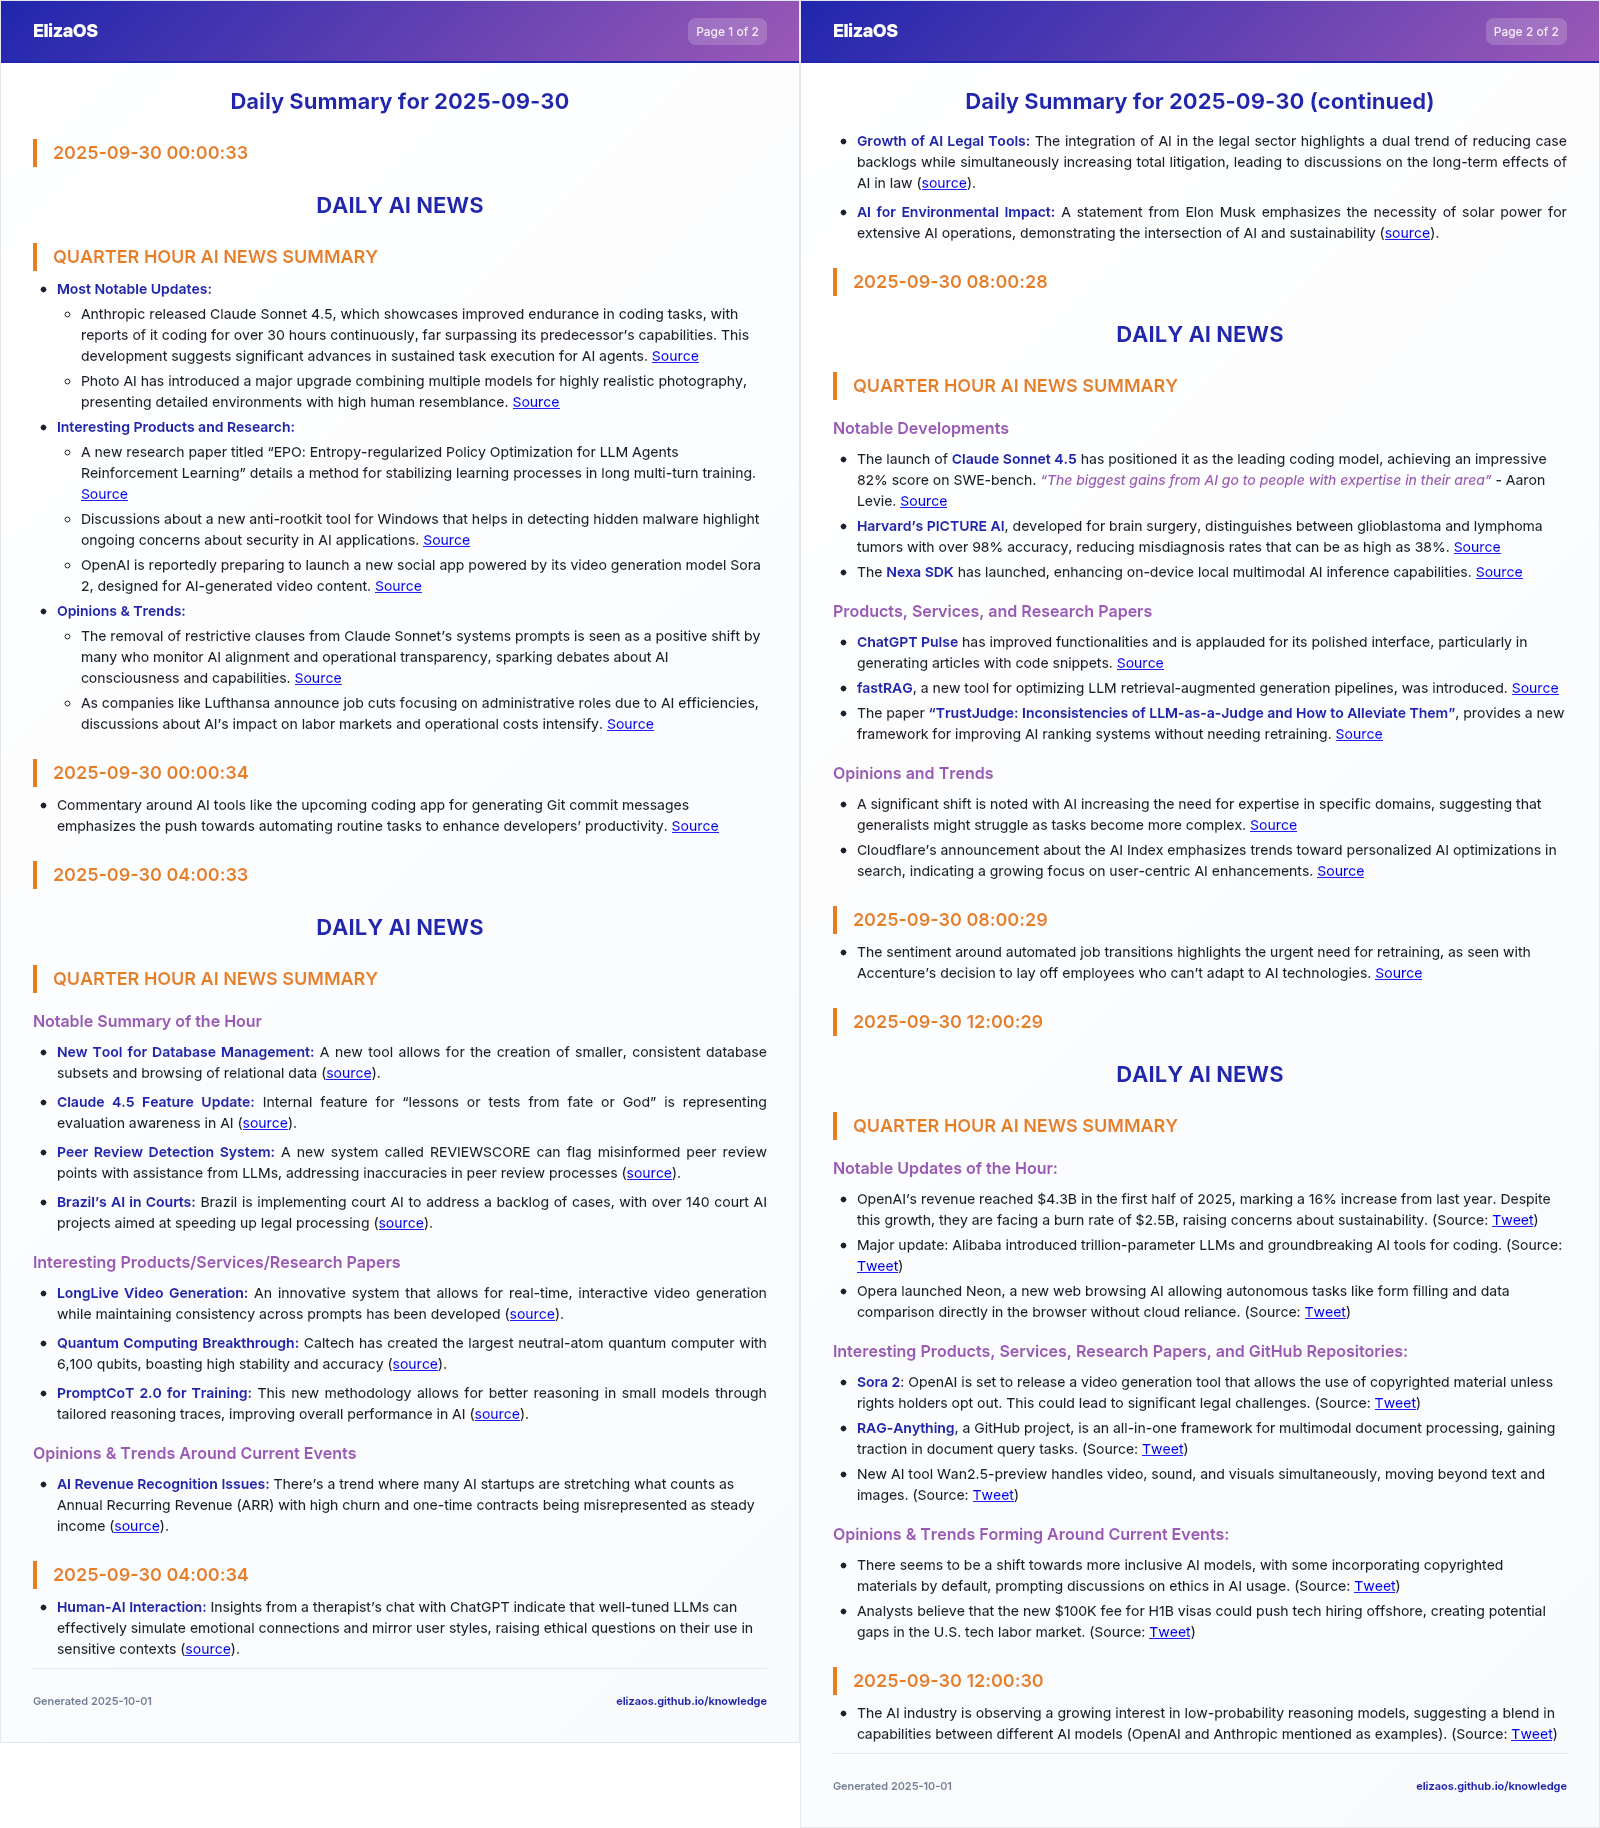 ElizaOS
Page 1 of 2
Daily Summary for 2025-09-30
2025-09-30 00:00:33
DAILY AI NEWS
QUARTER HOUR AI NEWS SUMMARY
• Most Notable Updates:
◦ Anthropic released Claude Sonnet 4.5, which showcases improved endurance in coding tasks, with
reports of it coding for over 30 hours continuously, far surpassing its predecessor’s capabilities. This
development suggests significant advances in sustained task execution for AI agents. Source
◦ Photo AI has introduced a major upgrade combining multiple models for highly realistic photography,
presenting detailed environments with high human resemblance. Source
• Interesting Products and Research:
◦ A new research paper titled “EPO: Entropy-regularized Policy Optimization for LLM Agents
Reinforcement Learning” details a method for stabilizing learning processes in long multi-turn training.
Source
◦ Discussions about a new anti-rootkit tool for Windows that helps in detecting hidden malware highlight
ongoing concerns about security in AI applications. Source
◦ OpenAI is reportedly preparing to launch a new social app powered by its video generation model Sora
2, designed for AI-generated video content. Source
• Opinions & Trends:
◦ The removal of restrictive clauses from Claude Sonnet’s systems prompts is seen as a positive shift by
many who monitor AI alignment and operational transparency, sparking debates about AI
consciousness and capabilities. Source
◦ As companies like Lufthansa announce job cuts focusing on administrative roles due to AI efficiencies,
discussions about AI’s impact on labor markets and operational costs intensify. Source
2025-09-30 00:00:34
• Commentary around AI tools like the upcoming coding app for generating Git commit messages
emphasizes the push towards automating routine tasks to enhance developers’ productivity. Source
2025-09-30 04:00:33
DAILY AI NEWS
QUARTER HOUR AI NEWS SUMMARY
Notable Summary of the Hour
• New Tool for Database Management: A new tool allows for the creation of smaller, consistent database
subsets and browsing of relational data (source).
• Claude 4.5 Feature Update: Internal feature for “lessons or tests from fate or God” is representing
evaluation awareness in AI (source).
• Peer Review Detection System: A new system called REVIEWSCORE can flag misinformed peer review
points with assistance from LLMs, addressing inaccuracies in peer review processes (source).
• Brazil’s AI in Courts: Brazil is implementing court AI to address a backlog of cases, with over 140 court AI
projects aimed at speeding up legal processing (source).
Interesting Products/Services/Research Papers
• LongLive Video Generation: An innovative system that allows for real-time, interactive video generation
while maintaining consistency across prompts has been developed (source).
• Quantum Computing Breakthrough: Caltech has created the largest neutral-atom quantum computer with
6,100 qubits, boasting high stability and accuracy (source).
• PromptCoT 2.0 for Training: This new methodology allows for better reasoning in small models through
tailored reasoning traces, improving overall performance in AI (source).
Opinions & Trends Around Current Events
• AI Revenue Recognition Issues: There’s a trend where many AI startups are stretching what counts as
Annual Recurring Revenue (ARR) with high churn and one-time contracts being misrepresented as steady
income (source).
2025-09-30 04:00:34
• Human-AI Interaction: Insights from a therapist’s chat with ChatGPT indicate that well-tuned LLMs can
effectively simulate emotional connections and mirror user styles, raising ethical questions on their use in
sensitive contexts (source).
Generated 2025-10-01
elizaos.github.io/knowledge
ElizaOS
Page 2 of 2
Daily Summary for 2025-09-30 (continued)
• Growth of AI Legal Tools: The integration of AI in the legal sector highlights a dual trend of reducing case
backlogs while simultaneously increasing total litigation, leading to discussions on the long-term effects of
AI in law (source).
• AI for Environmental Impact: A statement from Elon Musk emphasizes the necessity of solar power for
extensive AI operations, demonstrating the intersection of AI and sustainability (source).
2025-09-30 08:00:28
DAILY AI NEWS
QUARTER HOUR AI NEWS SUMMARY
Notable Developments
• The launch of Claude Sonnet 4.5 has positioned it as the leading coding model, achieving an impressive
82% score on SWE-bench. “The biggest gains from AI go to people with expertise in their area” - Aaron
Levie. Source
• Harvard’s PICTURE AI, developed for brain surgery, distinguishes between glioblastoma and lymphoma
tumors with over 98% accuracy, reducing misdiagnosis rates that can be as high as 38%. Source
• The Nexa SDK has launched, enhancing on-device local multimodal AI inference capabilities. Source
Products, Services, and Research Papers
• ChatGPT Pulse has improved functionalities and is applauded for its polished interface, particularly in
generating articles with code snippets. Source
• fastRAG, a new tool for optimizing LLM retrieval-augmented generation pipelines, was introduced. Source
• The paper “TrustJudge: Inconsistencies of LLM-as-a-Judge and How to Alleviate Them”, provides a new
framework for improving AI ranking systems without needing retraining. Source
Opinions and Trends
• A significant shift is noted with AI increasing the need for expertise in specific domains, suggesting that
generalists might struggle as tasks become more complex. Source
• Cloudflare’s announcement about the AI Index emphasizes trends toward personalized AI optimizations in
search, indicating a growing focus on user-centric AI enhancements. Source
2025-09-30 08:00:29
• The sentiment around automated job transitions highlights the urgent need for retraining, as seen with
Accenture’s decision to lay off employees who can’t adapt to AI technologies. Source
2025-09-30 12:00:29
DAILY AI NEWS
QUARTER HOUR AI NEWS SUMMARY
Notable Updates of the Hour:
• OpenAI’s revenue reached $4.3B in the first half of 2025, marking a 16% increase from last year. Despite
this growth, they are facing a burn rate of $2.5B, raising concerns about sustainability. (Source: Tweet)
• Major update: Alibaba introduced trillion-parameter LLMs and groundbreaking AI tools for coding. (Source:
Tweet)
• Opera launched Neon, a new web browsing AI allowing autonomous tasks like form filling and data
comparison directly in the browser without cloud reliance. (Source: Tweet)
Interesting Products, Services, Research Papers, and GitHub Repositories:
• Sora 2: OpenAI is set to release a video generation tool that allows the use of copyrighted material unless
rights holders opt out. This could lead to significant legal challenges. (Source: Tweet)
• RAG-Anything, a GitHub project, is an all-in-one framework for multimodal document processing, gaining
traction in document query tasks. (Source: Tweet)
• New AI tool Wan2.5-preview handles video, sound, and visuals simultaneously, moving beyond text and
images. (Source: Tweet)
Opinions & Trends Forming Around Current Events:
• There seems to be a shift towards more inclusive AI models, with some incorporating copyrighted
materials by default, prompting discussions on ethics in AI usage. (Source: Tweet)
• Analysts believe that the new $100K fee for H1B visas could push tech hiring offshore, creating potential
gaps in the U.S. tech labor market. (Source: Tweet)
2025-09-30 12:00:30
• The AI industry is observing a growing interest in low-probability reasoning models, suggesting a blend in
capabilities between different AI models (OpenAI and Anthropic mentioned as examples). (Source: Tweet)
Generated 2025-10-01
elizaos.github.io/knowledge